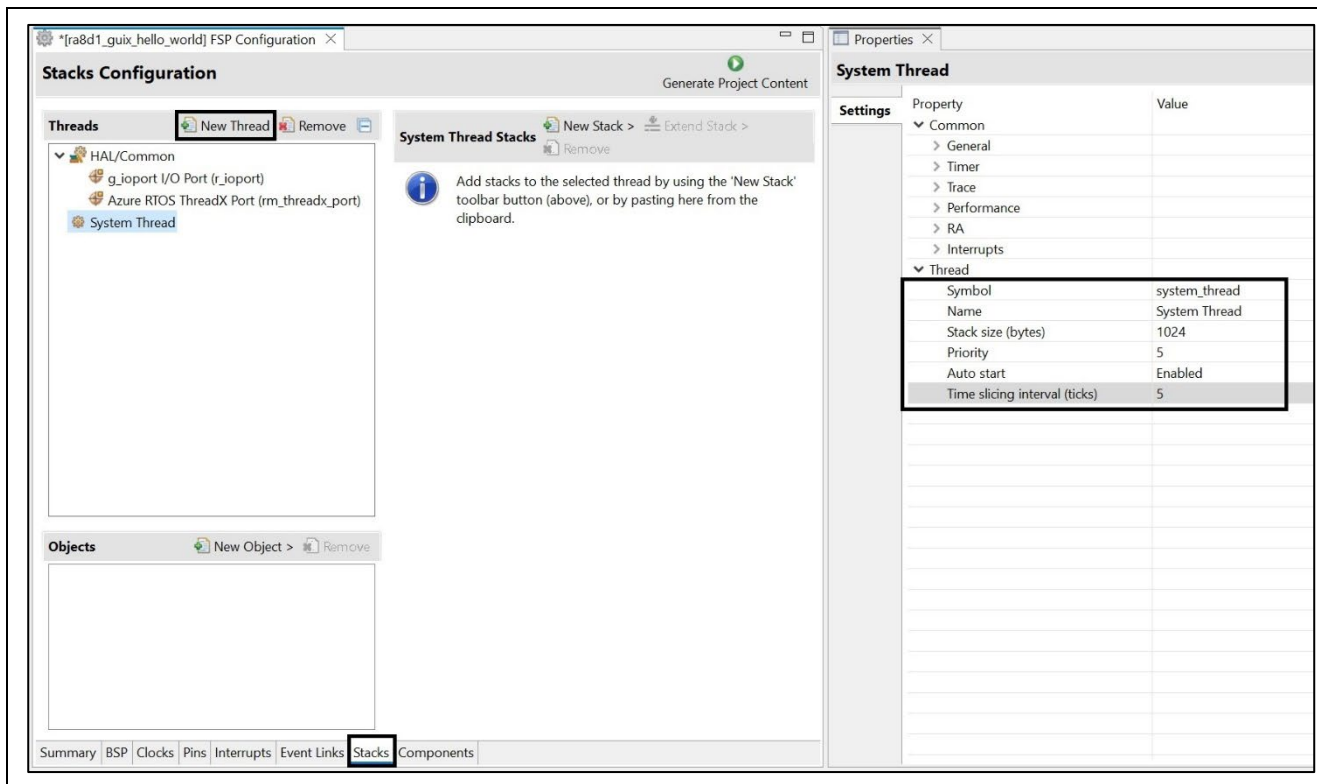 *[ra8d1_guix_hello_world] FSP Configuration
Stacks Configuration
Generate Project Content
Threads
New Thread
Remove
HAL/Common
g_ioport I/O Port (r_ioport)
Azure RTOS ThreadX Port (rm_threadx_port)
System Thread
System Thread Stacks
New Stack >
Extend Stack >
Remove
Add stacks to the selected thread by using the 'New Stack'
toolbar button (above), or by pasting here from the
clipboard.
Objects
New Object >
Remove
Summary BSP Clocks Pins Interrupts Event Links Stacks Components
Properties
System Thread
Settings
Property Value
Common
General
Timer
Trace
Performance
RA
Interrupts
Thread
Symbol system_thread
Name System Thread
Stack size (bytes) 1024
Priority 5
Auto start Enabled
Time slicing interval (ticks) 5